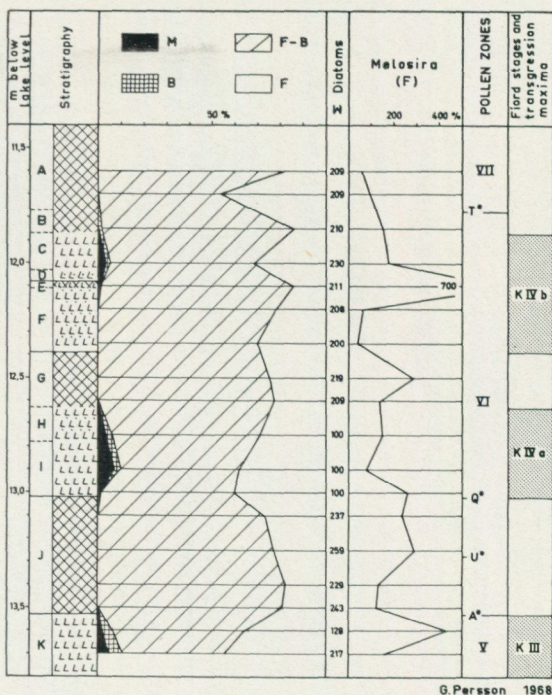 m below lake level
Stratigraphy
M
B
F-B
F
50 %
Σ Diatoms
Melosira
(F)
200
400 %
POLLEN ZONES
Fiord stages and transgression maxima
11,5
12,0
12,5
13,0
13,5
A
B
C
D
E
F
G
H
I
J
K
209
209
210
230
211
208
200
219
209
100
100
100
237
259
229
243
128
217
700
VII
T*
VI
Q*
U*
A*
V
K IV b
K IV a
K III
G. Persson 1968